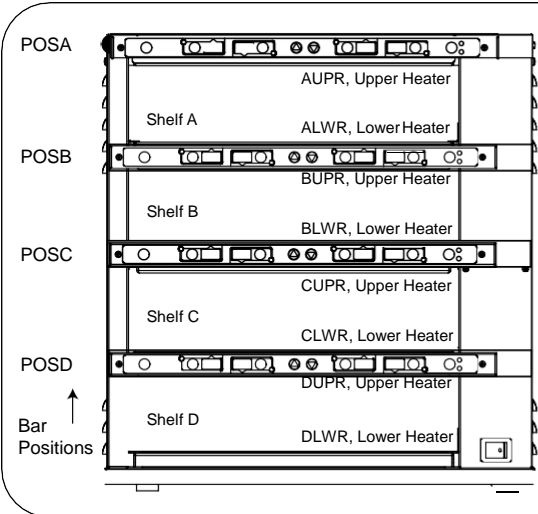 POSA
AUPR, Upper Heater
Shelf A
ALWR, Lower Heater
POSB
BUPR, Upper Heater
Shelf B
BLWR, Lower Heater
POSC
CUPR, Upper Heater
Shelf C
CLWR, Lower Heater
POSD
DUPR, Upper Heater
Shelf D
Bar
Positions
DLWR, Lower Heater